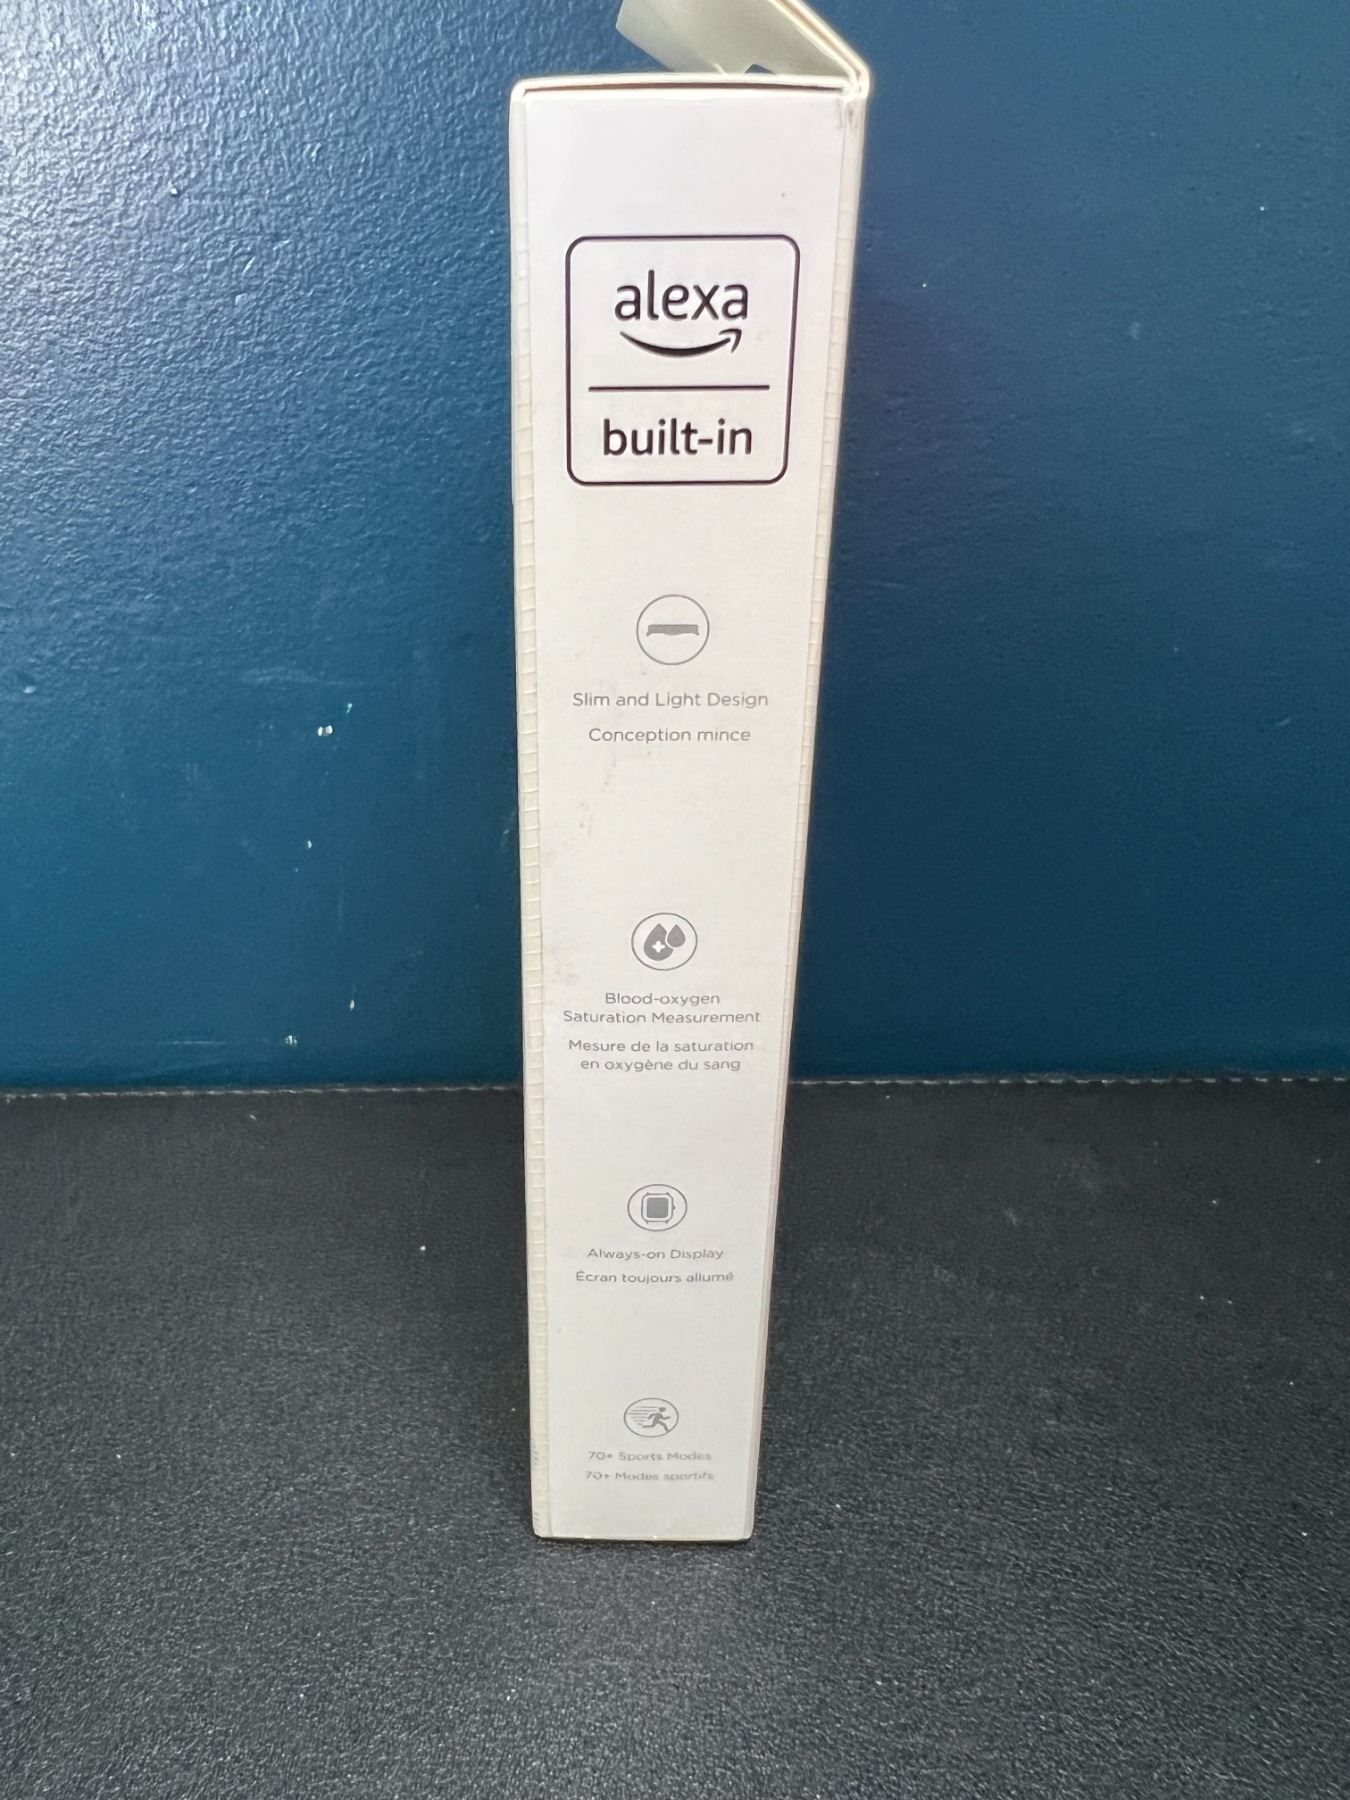 alexa
built-in
Slim and Light Design
Conception mince
Blood-oxygen
Saturation Measurement
Mesure de la saturation
en oxygène du sang
Always-on Display
Écran toujours allumé
70+ Sports Modes
70+ Modes sportifs